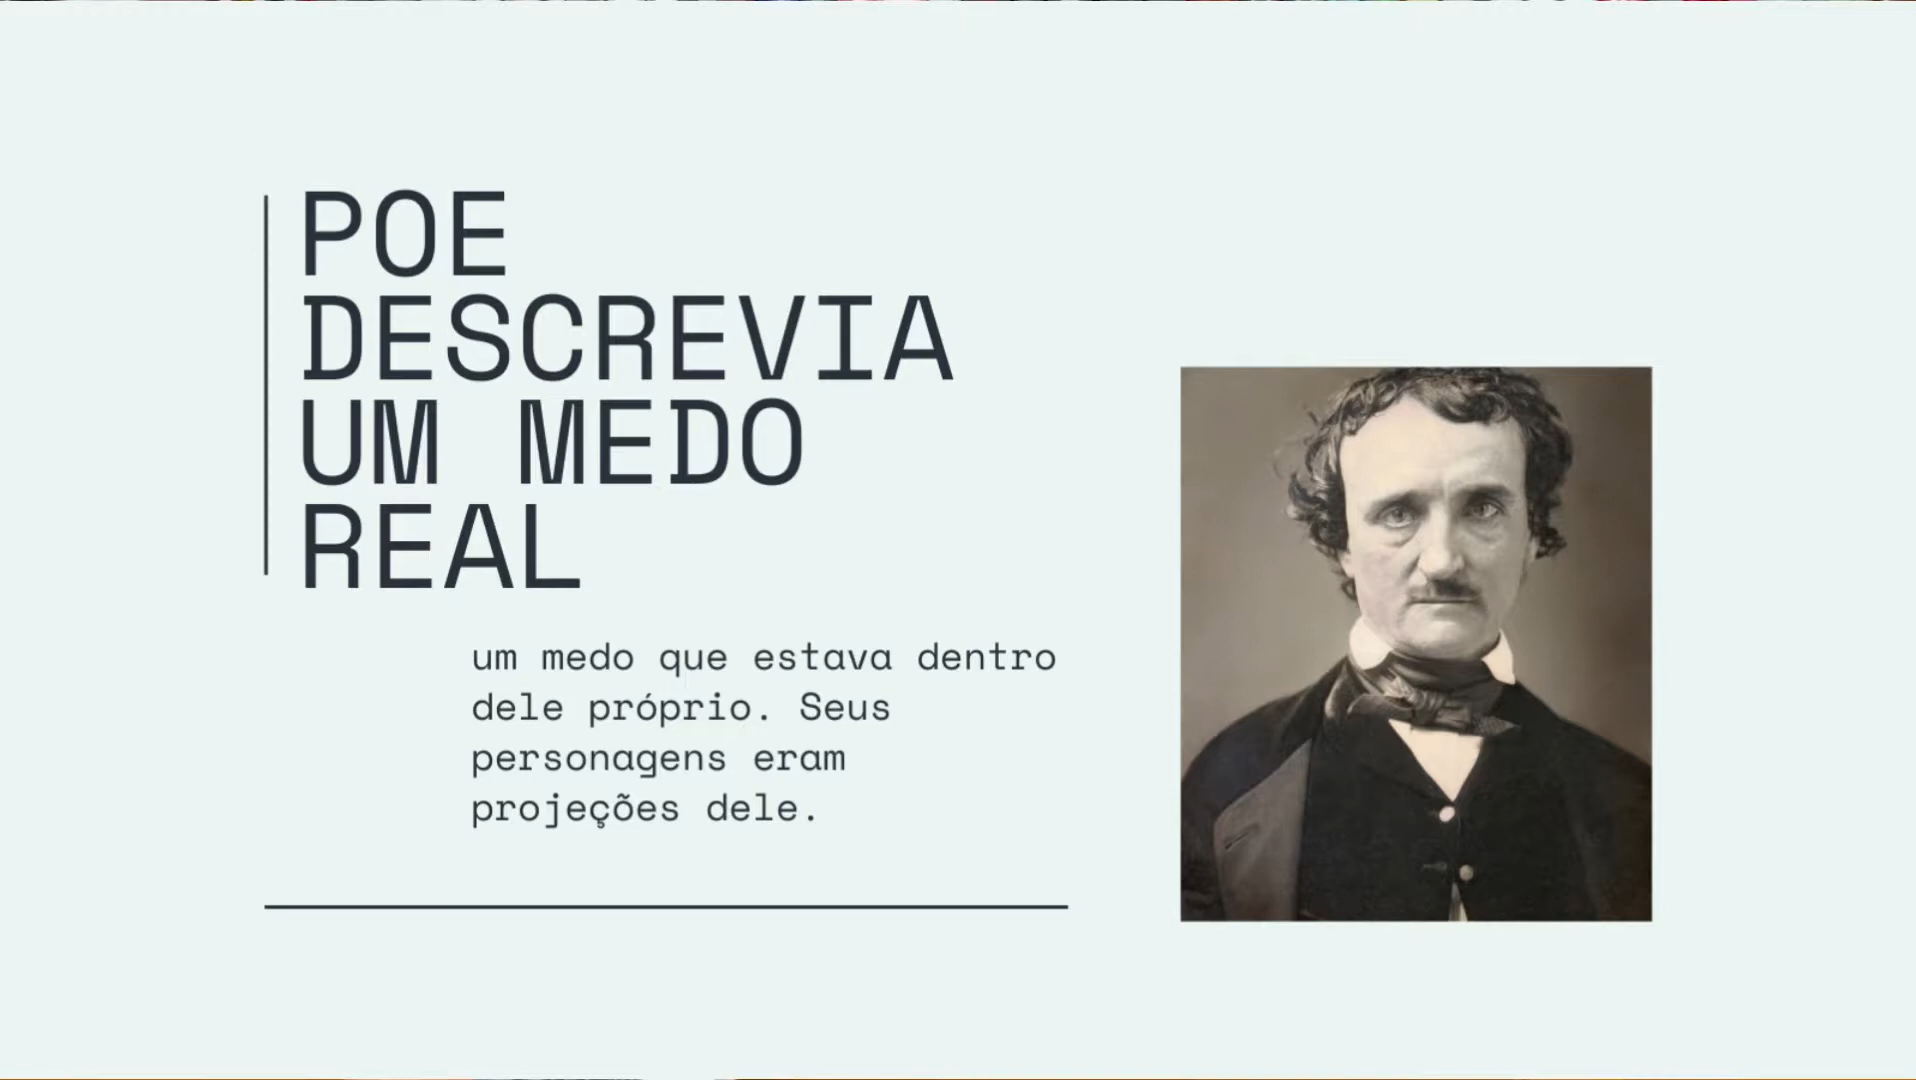 POE
DESCREVIA
UM MEDO
REAL
um medo que estava dentro
dele próprio. Seus
personagens eram
projeções dele.